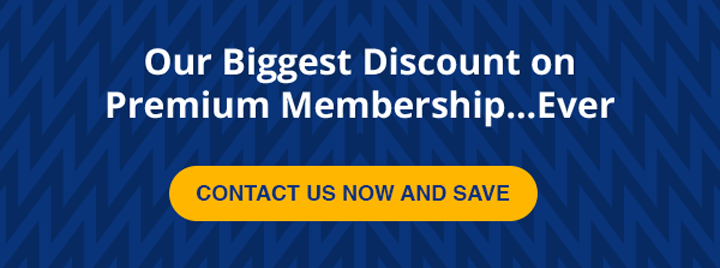 Our Biggest Discount on
Premium Membership...Ever
CONTACT US NOW AND SAVE